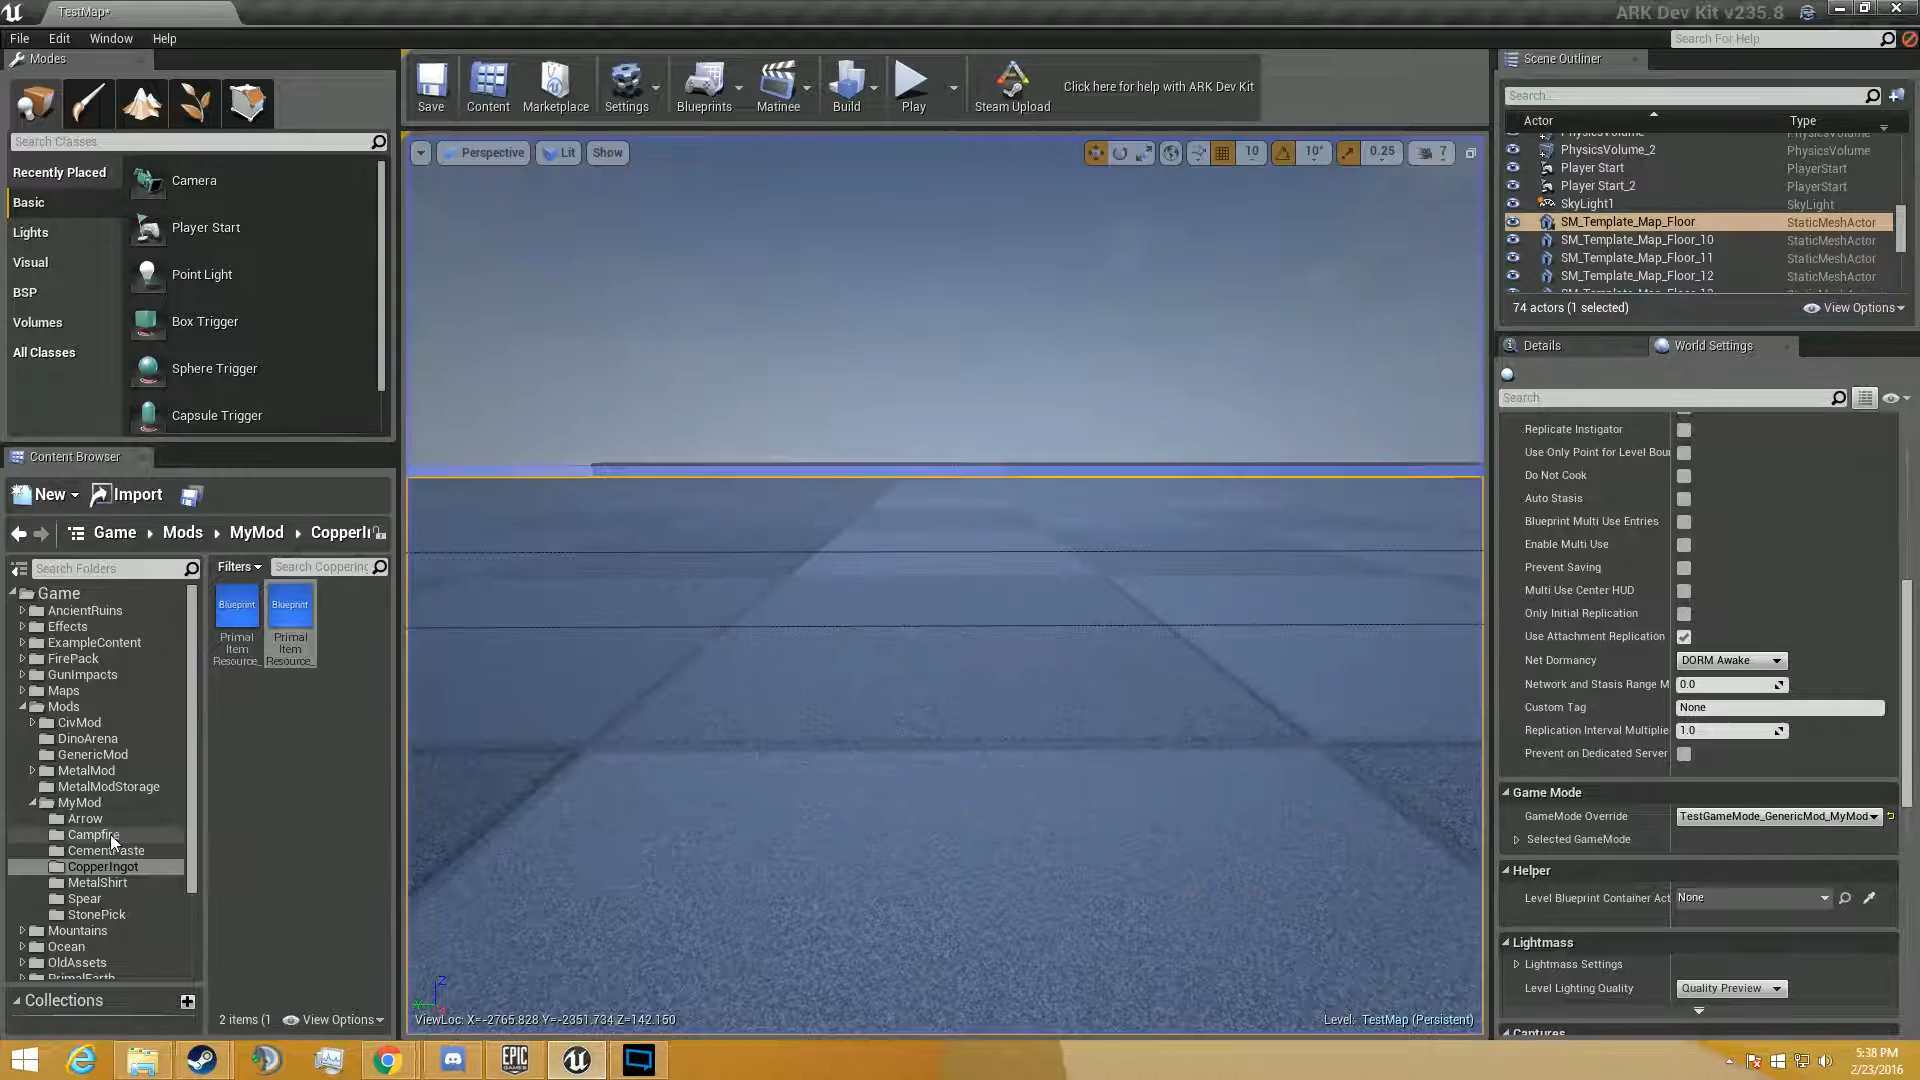 TestMap*
ARK Dev Kit v235.8
File Edit Window Help
Search For Help
Modes
Search Classes
Recently Placed
Basic
Lights
Visual
BSP
Volumes
All Classes
Camera
Player Start
Point Light
Box Trigger
Sphere Trigger
Capsule Trigger
Save Content Marketplace Settings Blueprints Matinee Build Play Steam Upload
Click here for help with ARK Dev Kit
Perspective Lit Show
10 10° 0.25 7
ViewLoc: X=-2765.828 Y=-2351.734 Z=142.150
Level: TestMap (Persistent)
Content Browser
New Import
Game Mods MyMod CopperI
Search Folders
Filters Search CopperIng
Game
AncientRuins
Effects
ExampleContent
FirePack
GunImpacts
Maps
Mods
CivMod
DinoArena
GenericMod
MetalMod
MetalModStorage
MyMod
Arrow
Campfire
CementPaste
CopperIngot
MetalShirt
Spear
StonePick
Mountains
Ocean
OldAssets
PrimalEarth
Collections
Blueprint
Primal
Item
Resource_
Blueprint
Primal
Item
Resource_
2 items (1 View Options
Scene Outliner
Search...
Actor Type
PhysicsVolume PhysicsVolume
PhysicsVolume_2 PhysicsVolume
Player Start PlayerStart
Player Start_2 PlayerStart
SkyLight1 SkyLight
SM_Template_Map_Floor StaticMeshActor
SM_Template_Map_Floor_10 StaticMeshActor
SM_Template_Map_Floor_11 StaticMeshActor
SM_Template_Map_Floor_12 StaticMeshActor
74 actors (1 selected) View Options
Details World Settings
Search
Replicate Instigator
Use Only Point for Level Bou
Do Not Cook
Auto Stasis
Blueprint Multi Use Entries
Enable Multi Use
Prevent Saving
Multi Use Center HUD
Only Initial Replication
Use Attachment Replication
Net Dormancy DORM Awake
Network and Stasis Range M 0.0
Custom Tag None
Replication Interval Multiplie 1.0
Prevent on Dedicated Server
Game Mode
GameMode Override TestGameMode_GenericMod_MyMod
Selected GameMode
Helper
Level Blueprint Container Act None
Lightmass
Lightmass Settings
Level Lighting Quality Quality Preview
Captures
EPIC
GAMES
5:38 PM
2/23/2016